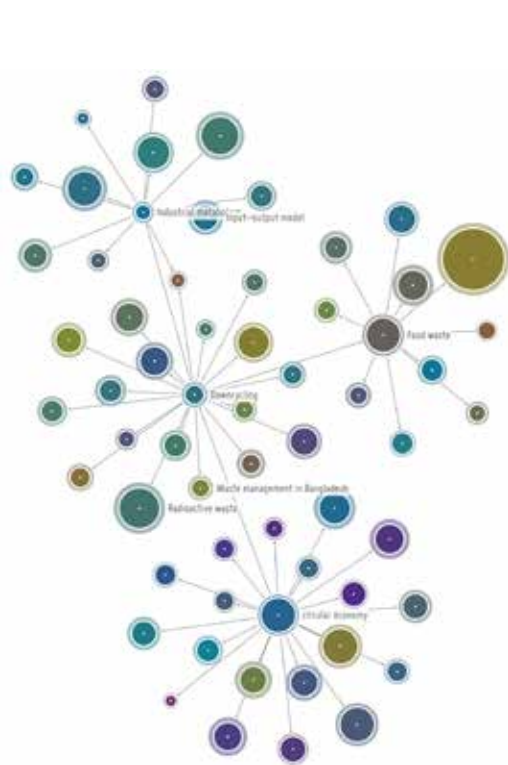 Industrial metabolism
Input-output model
Food waste
Downcycling
Waste management in Bangladesh
Radioactive waste
circular economy